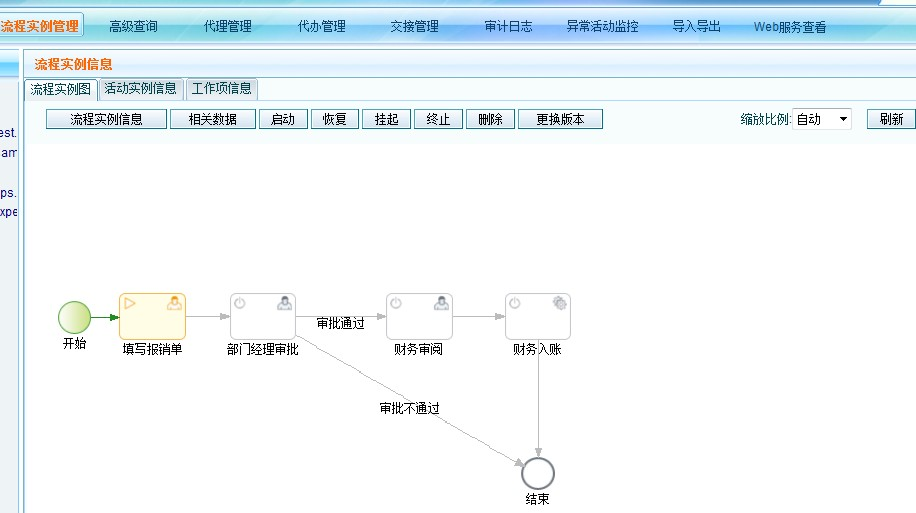 流程实例管理 高级查询 代理管理 代办管理 交接管理 审计日志 异常活动监控 导入导出 Web服务查看
流程实例信息
流程实例图 活动实例信息 工作项信息
流程实例信息 相关数据 启动 恢复 挂起 终止 删除 更换版本 缩放比例: 自动 刷新
est.
am
ps.
xpe
审批通过
开始 填写报销单 部门经理审批 财务审阅 财务入账
审批不通过
结束